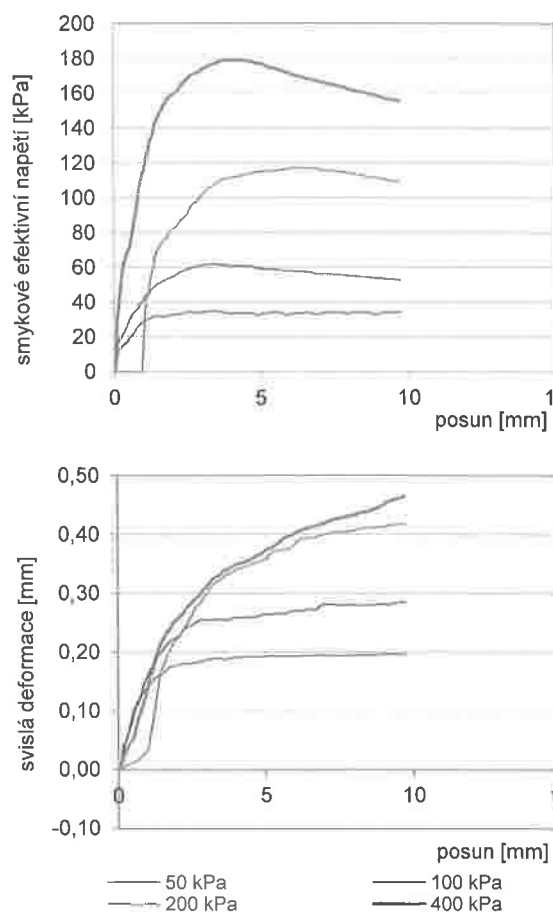 smykové efektivní napětí [kPa]
200
180
160
140
120
100
80
60
40
20
0
0 5 10 1
posun [mm]
svislá deformace [mm]
0,50
0,40
0,30
0,20
0,10
0,00
-0,10
0 5 10 1
posun [mm]
50 kPa 100 kPa
200 kPa 400 kPa